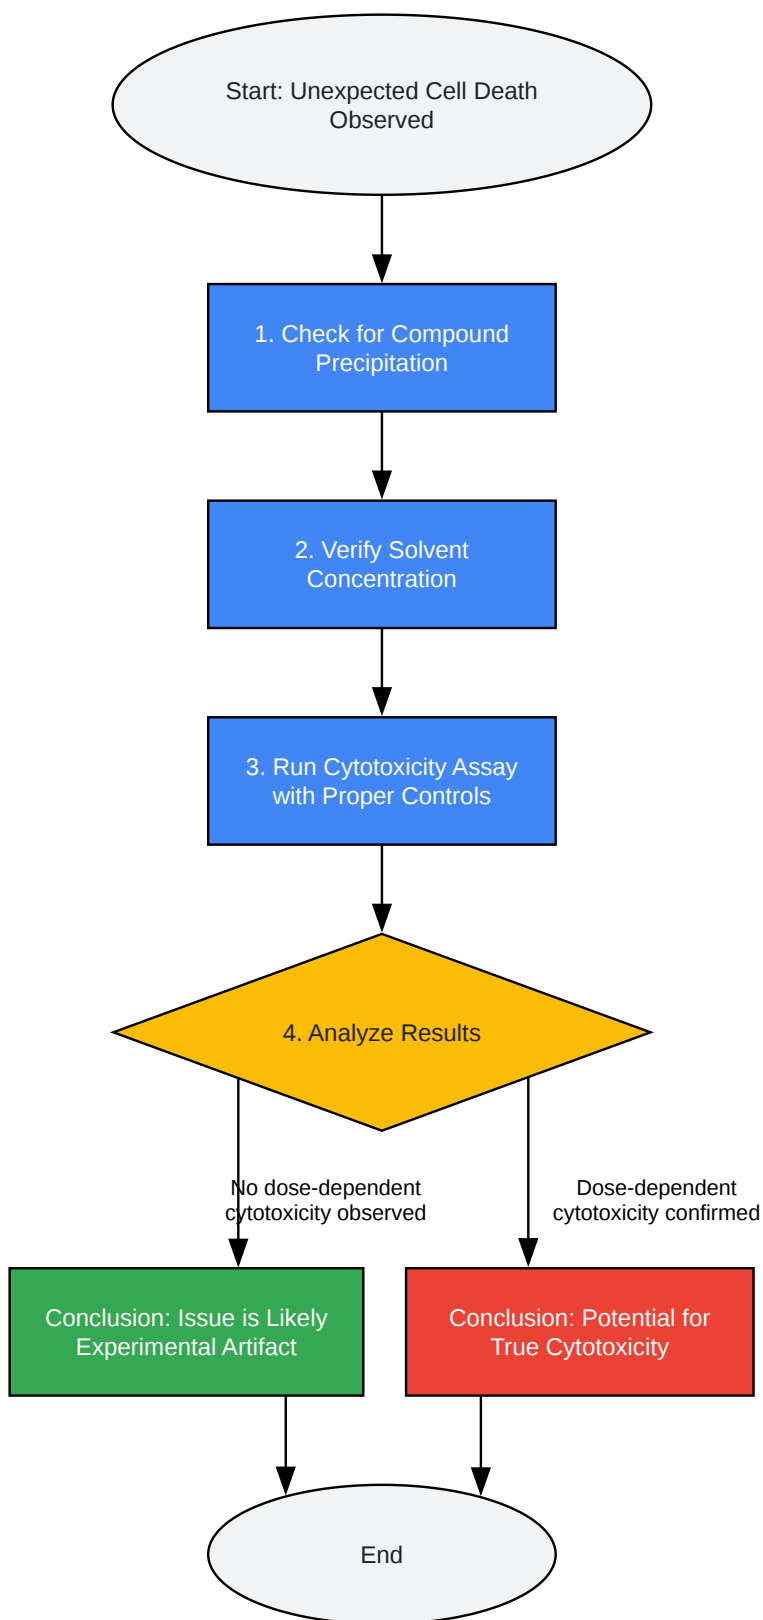 Start: Unexpected Cell Death
Observed
1. Check for Compound
Precipitation
2. Verify Solvent
Concentration
3. Run Cytotoxicity Assay
with Proper Controls
4. Analyze Results
No dose-dependent
cytotoxicity observed
Dose-dependent
cytotoxicity confirmed
Conclusion: Issue is Likely
Experimental Artifact
Conclusion: Potential for
True Cytotoxicity
End